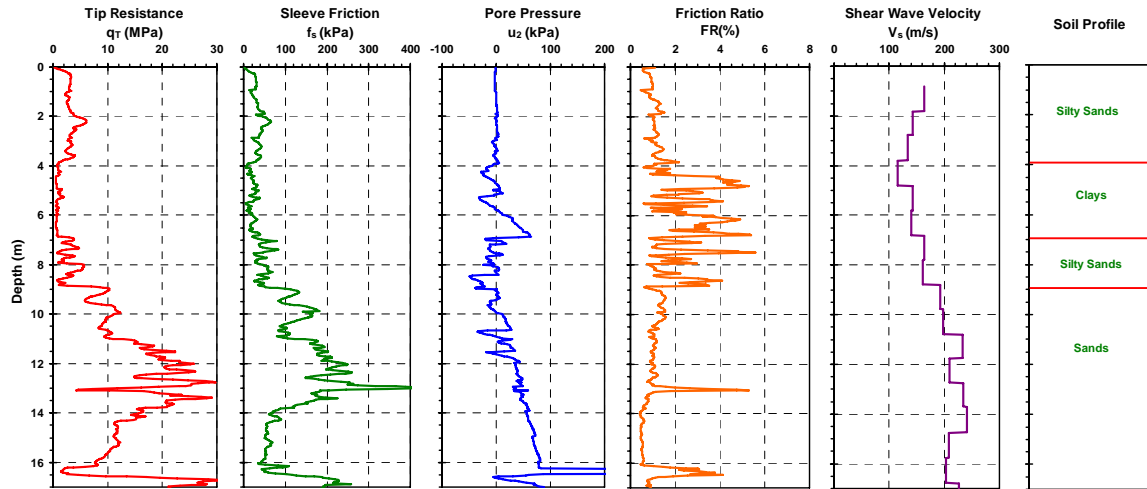 Tip Resistance
qT (MPa)
Sleeve Friction
fs (kPa)
Pore Pressure
u2 (kPa)
Friction Ratio
FR(%)
Shear Wave Velocity
Vs (m/s)
Soil Profile
0 10 20 30
0 100 200 300 400
-100 0 100 200
0 2 4 6 8
0 100 200 300
Depth (m)
0
2
4
6
8
10
12
14
16
Silty Sands
Clays
Silty Sands
Sands